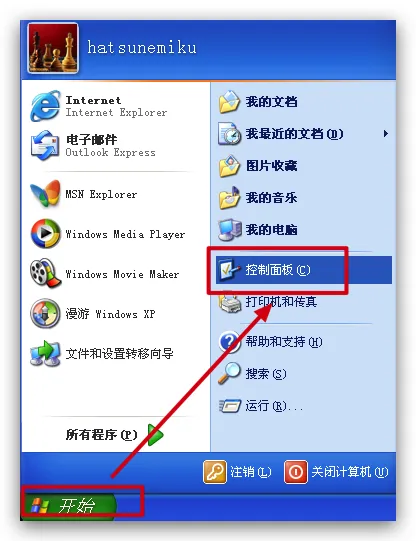 hatsunemiku
Internet
Internet Explorer
电子邮件
Outlook Express
MSN Explorer
Windows Media Player
Windows Movie Maker
漫游 Windows XP
文件和设置转移向导
所有程序(P)
我的文档
我最近的文档(D)
图片收藏
我的音乐
我的电脑
控制面板(C)
打印机和传真
帮助和支持(H)
搜索(S)
运行(R)...
注销(L)
关闭计算机(U)
开始